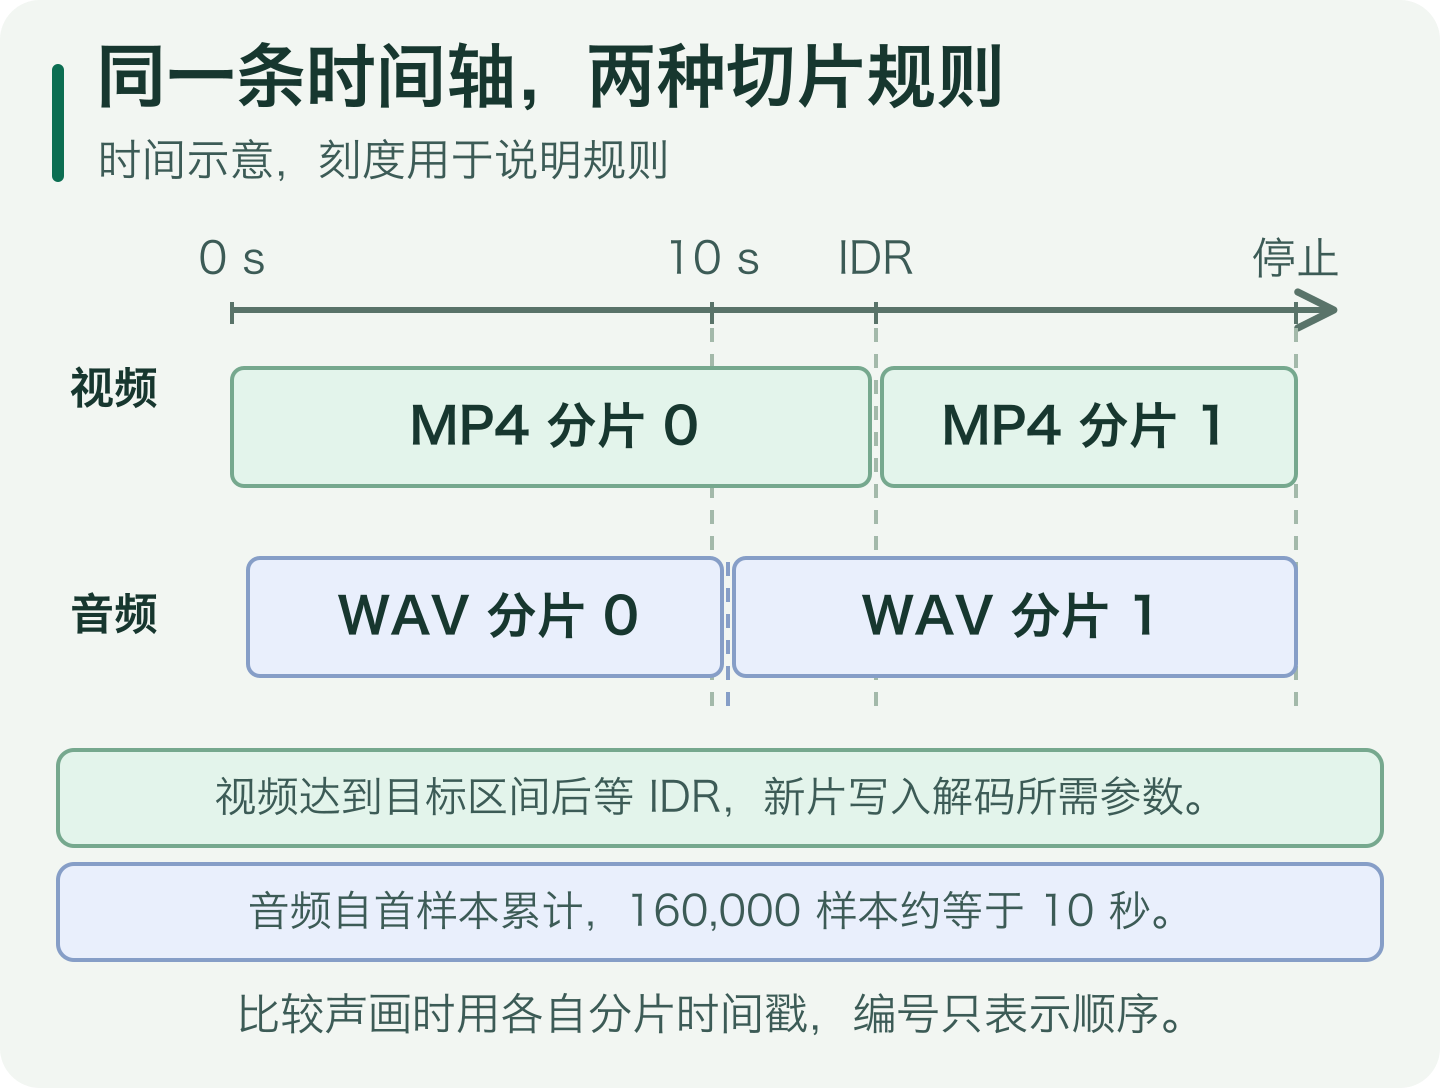 同一条时间轴，两种切片规则
时间示意，刻度用于说明规则
0 s 10 s IDR 停止
视频 MP4 分片 0 MP4 分片 1
音频 WAV 分片 0 WAV 分片 1
视频达到目标区间后等 IDR，新片写入解码所需参数。
音频自首样本累计，160,000 样本约等于 10 秒。
比较声画时用各自分片时间戳，编号只表示顺序。